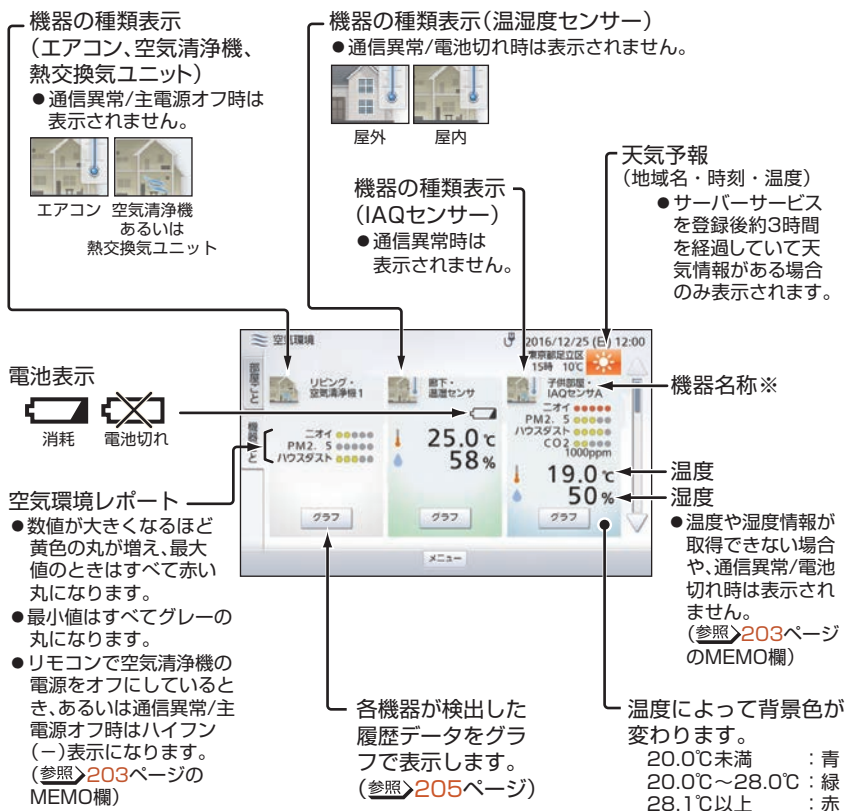 機器の種類表示
(エアコン、空気清浄機、
熱交換気ユニット)
●通信異常/主電源オフ時は
表示されません。
エアコン
空気清浄機
あるいは
熱交換気ユニット
機器の種類表示(温湿度センサー)
●通信異常/電池切れ時は表示されません。
屋外
屋内
機器の種類表示
(IAQセンサー)
●通信異常時は
表示されません。
天気予報
(地域名・時刻・温度)
●サーバーサービス
を登録後約3時間
を経過していて天
気情報がある場合
のみ表示されます。
電池表示
消耗
電池切れ
空気環境
2016/12/25 (日) 12:00
東京都足立区
15時 10℃
部屋ごと
機器ごと
リビング・
空気清浄機1
ニオイ
PM2. 5
ハウスダスト
グラフ
廊下・
温湿センサ
25.0℃
58%
グラフ
子供部屋・
IAQセンサA
ニオイ
PM2. 5
ハウスダスト
CO2
1000ppm
19.0℃
50%
グラフ
メニュー
機器名称※
温度
湿度
●温度や湿度情報が
取得できない場合
や、通信異常/電池
切れ時は表示され
ません。
(参照 203ページ
のMEMO欄)
空気環境レポート
●数値が大きくなるほど
黄色の丸が増え、最大
値のときはすべて赤い
丸になります。
●最小値はすべてグレーの
丸になります。
●リモコンで空気清浄機の
電源をオフにしていると
き、あるいは通信異常/主
電源オフ時はハイフン
(−)表示になります。
(参照 203ページの
MEMO欄)
各機器が検出した
履歴データをグラ
フで表示します。
(参照 205ページ)
温度によって背景色が
変わります。
20.0℃未満 :青
20.0℃〜28.0℃:緑
28.1℃以上 :赤